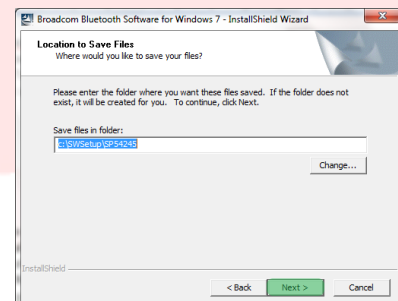 Broadcom Bluetooth Software for Windows 7 - InstallShield Wizard
Location to Save Files
Where would you like to save your files?
Please enter the folder where you want these files saved. If the folder does not
exist, it will be created for you. To continue, click Next.
Save files in folder:
c:\SWSetup\SP54245
Change...
InstallShield
< Back Next > Cancel